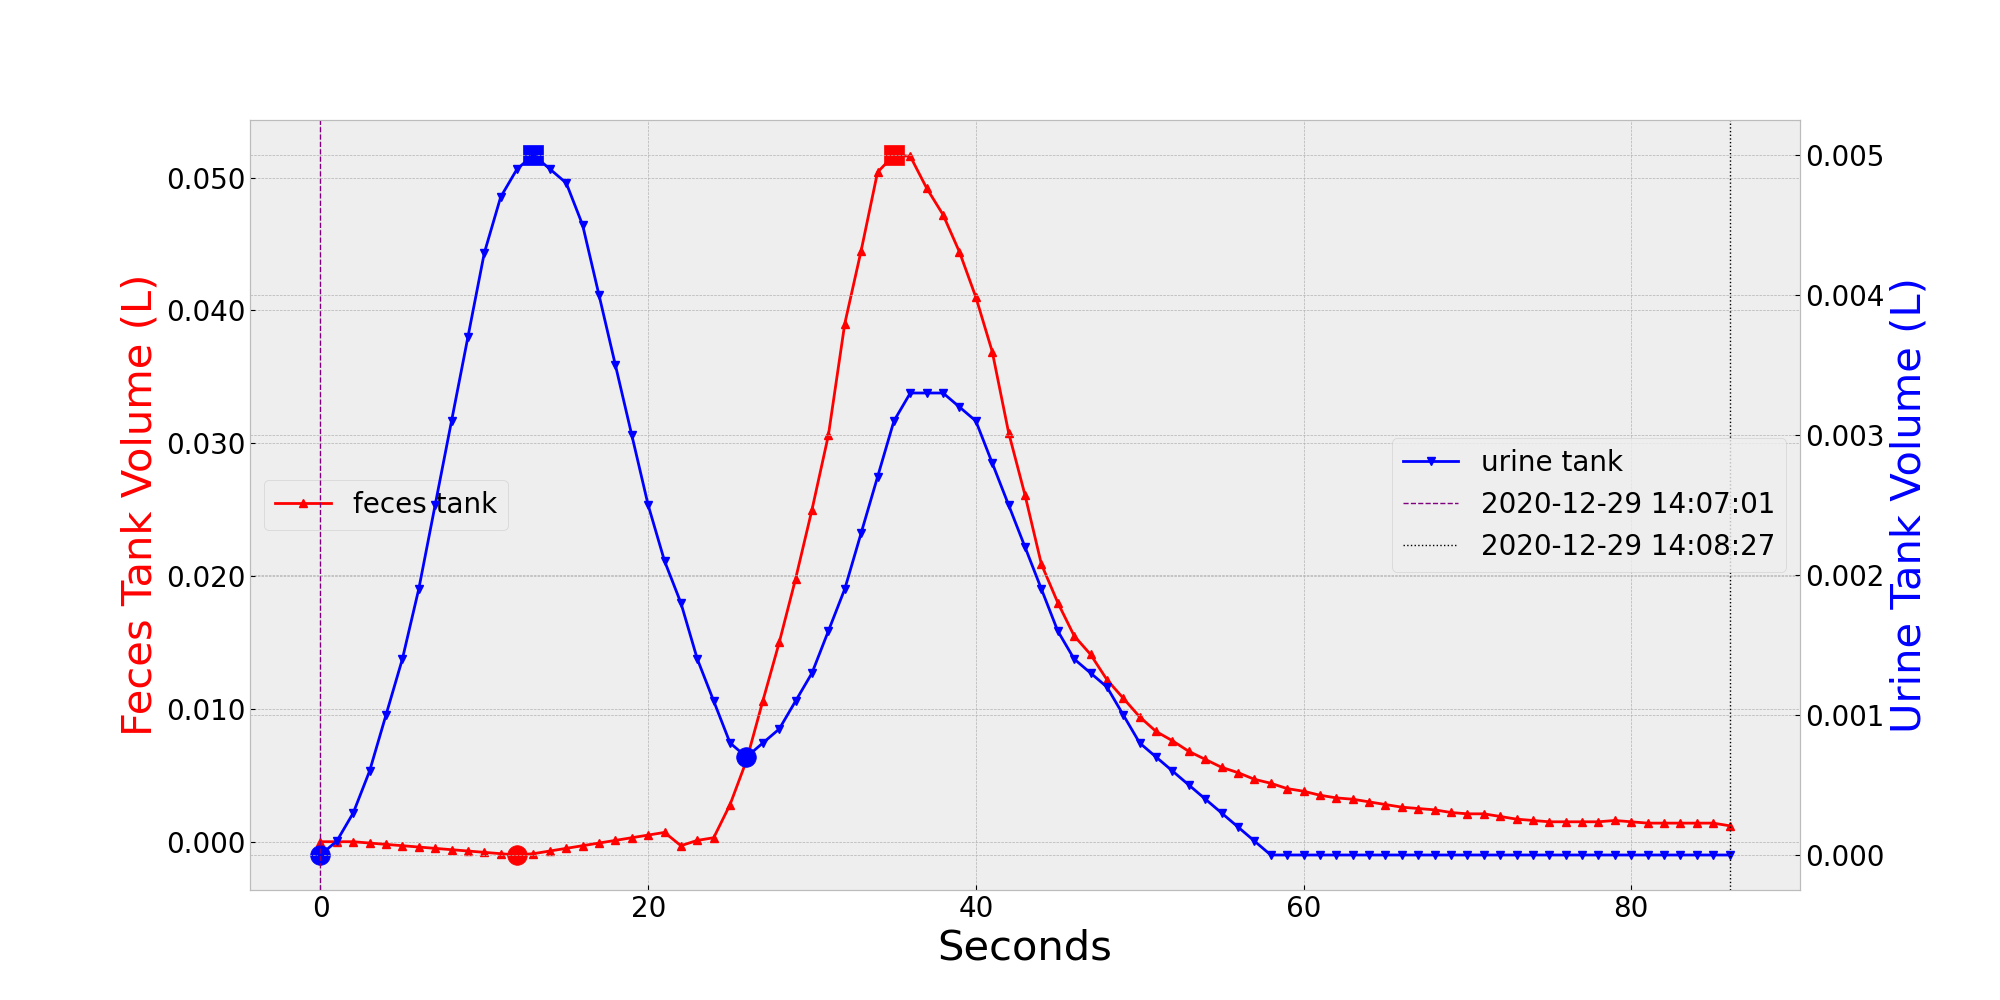 Feces Tank Volume (L)
0.050
0.040
0.030
0.020
0.010
0.000
feces tank
urine tank
2020-12-29 14:07:01
2020-12-29 14:08:27
0.005
0.004
0.003
0.002
0.001
0.000
Urine Tank Volume (L)
0 20 40 60 80
Seconds